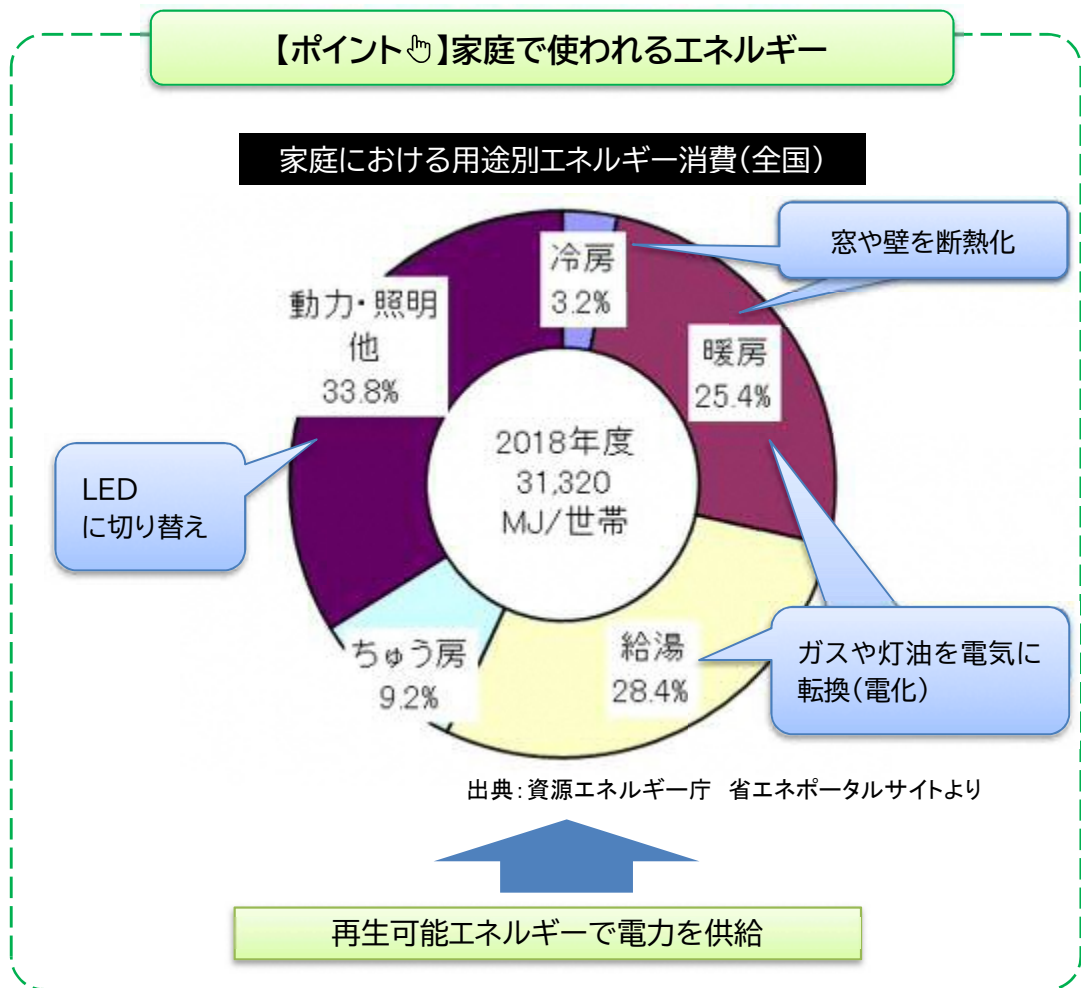 【ポイント👆】家庭で使われるエネルギー
家庭における用途別エネルギー消費(全国)
冷房
3.2%
窓や壁を断熱化
動力・照明
他
33.8%
暖房
25.4%
2018年度
31,320
MJ/世帯
LED
に切り替え
ちゅう房
9.2%
給湯
28.4%
ガスや灯油を電気に
転換(電化)
出典:資源エネルギー庁 省エネポータルサイトより
再生可能エネルギーで電力を供給